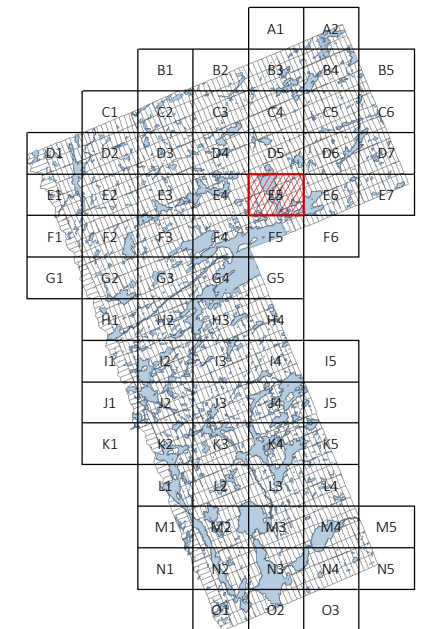 A1 A2
B1 B2 B3 B4 B5
C1 C2 C3 C4 C5 C6
D1 D2 D3 D4 D5 D6 D7
E1 E2 E3 E4 E5 E6 E7
F1 F2 F3 F4 F5 F6
G1 G2 G3 G4 G5
H1 H2 H3 H4
I1 I2 I3 I4 I5
J1 J2 J3 J4 J5
K1 K2 K3 K4 K5
L1 L2 L3 L4
M1 M2 M3 M4 M5
N1 N2 N3 N4 N5
O1 O2 O3